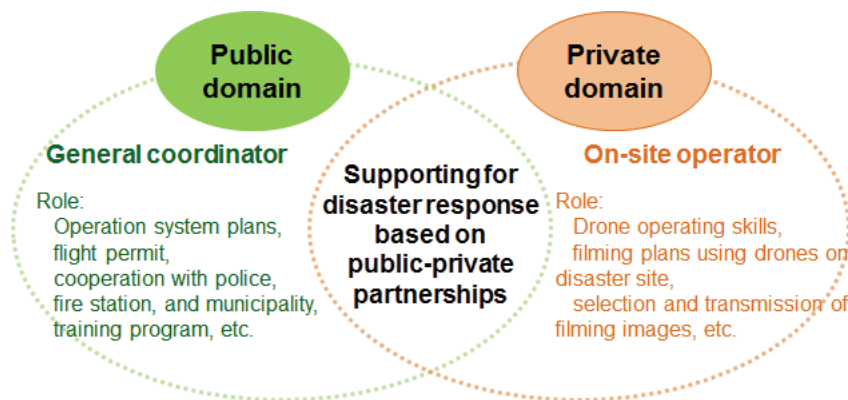 Public
domain
Private
domain
General coordinator
Role:
Operation system plans,
flight permit,
cooperation with police,
fire station, and municipality,
training program, etc.
Supporting for
disaster response
based on
public-private
partnerships
On-site operator
Role:
Drone operating skills,
filming plans using drones on
disaster site,
selection and transmission of
filming images, etc.